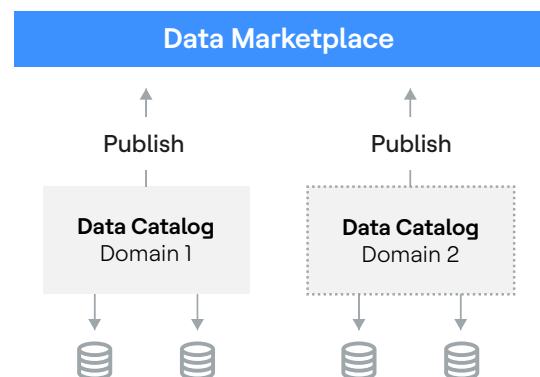 Data Marketplace
Publish
Publish
Data Catalog
Domain 1
Data Catalog
Domain 2